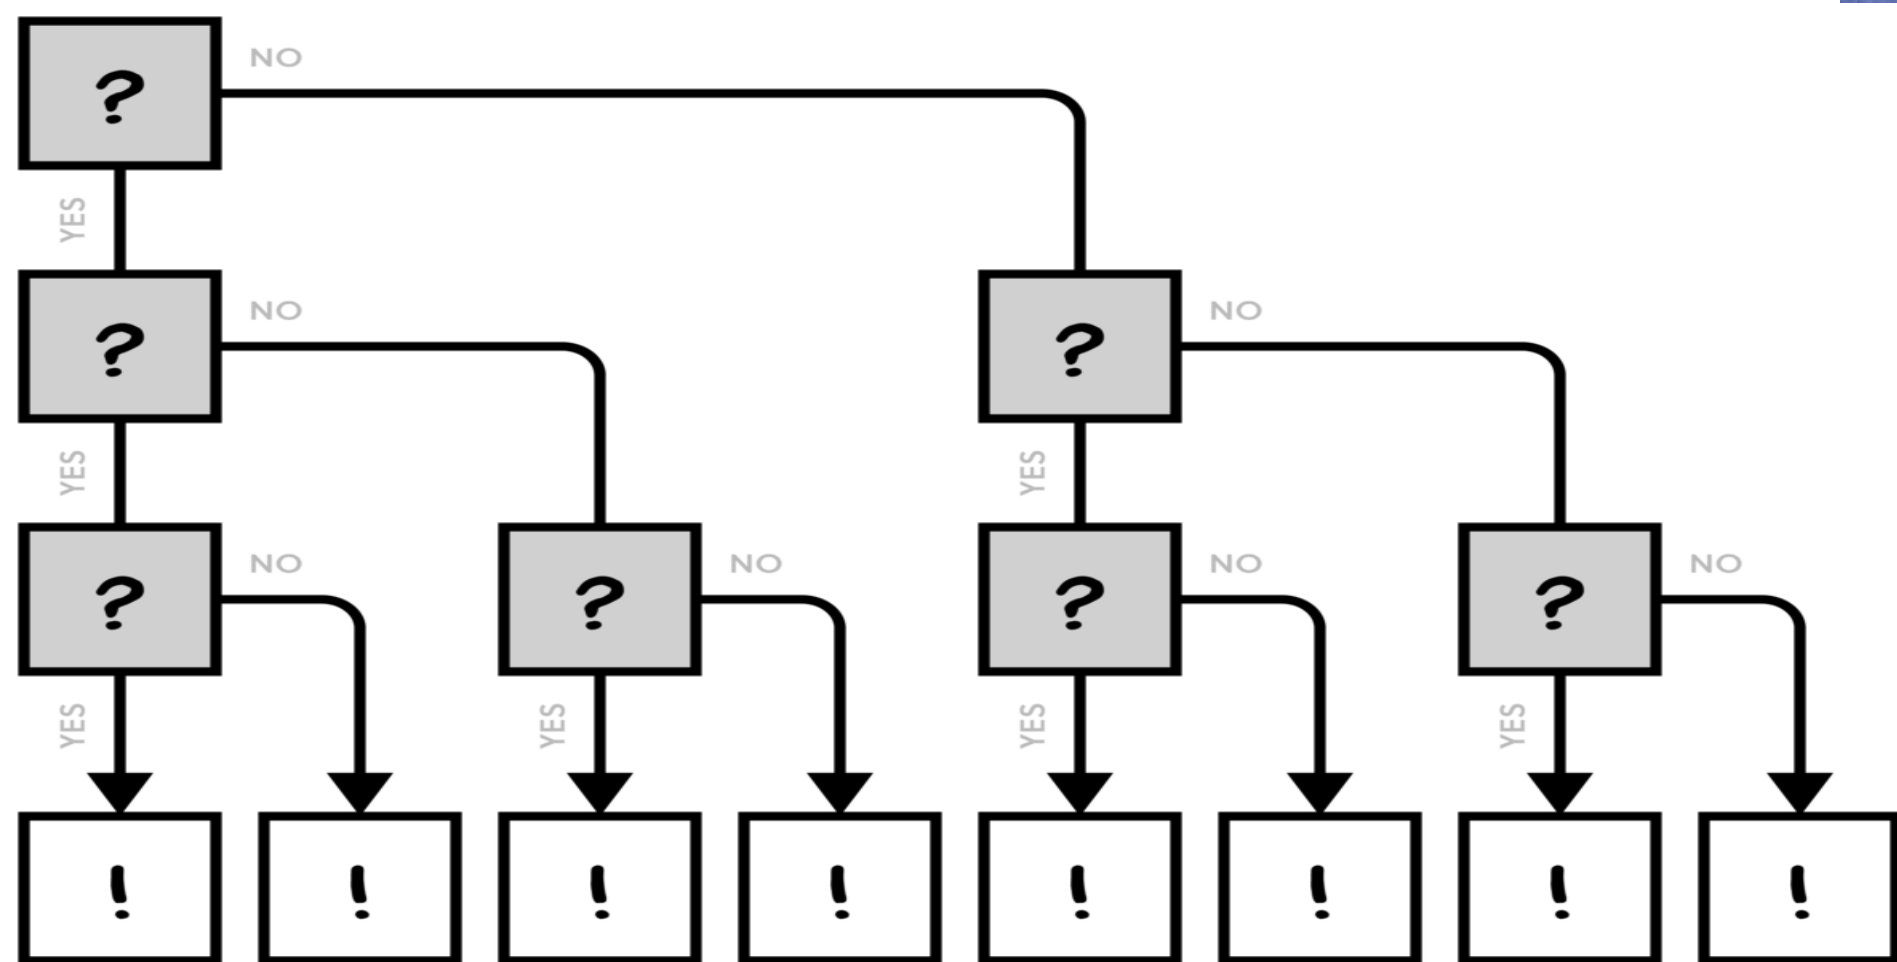 ? NO
YES
? NO ? NO
YES YES
? NO ? NO ? NO ? NO
YES YES YES YES
! ! ! ! ! ! ! !